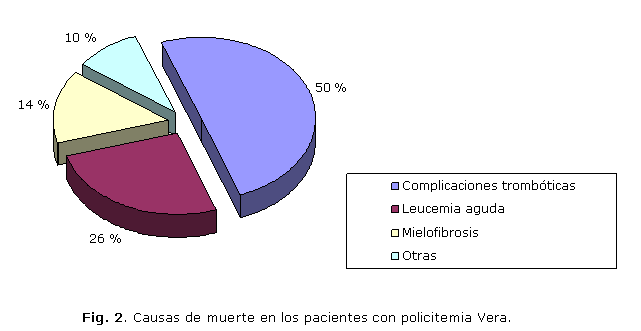 10 %
50 %
14 %
26 %
Complicaciones trombóticas
Leucemia aguda
Mielofibrosis
Otras
Fig. 2. Causas de muerte en los pacientes con policitemia Vera.